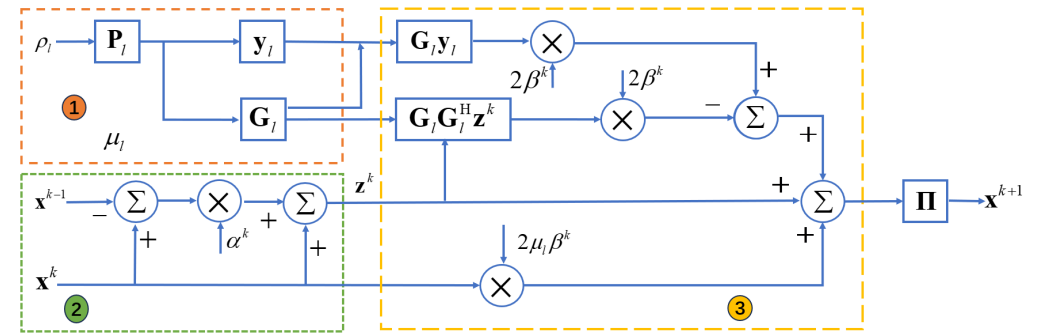 ρ_l
P_l
y_l
G_l y_l
×
2β^k
+
1
μ_l
G_l
G_l G_l^H z^k
2β^k
×
−
Σ
+
x^{k−1}
−
Σ
×
+
Σ
z^k
+
Σ
Π
x^{k+1}
+
α^k
+
2μ_l β^k
+
x^k
×
2
3